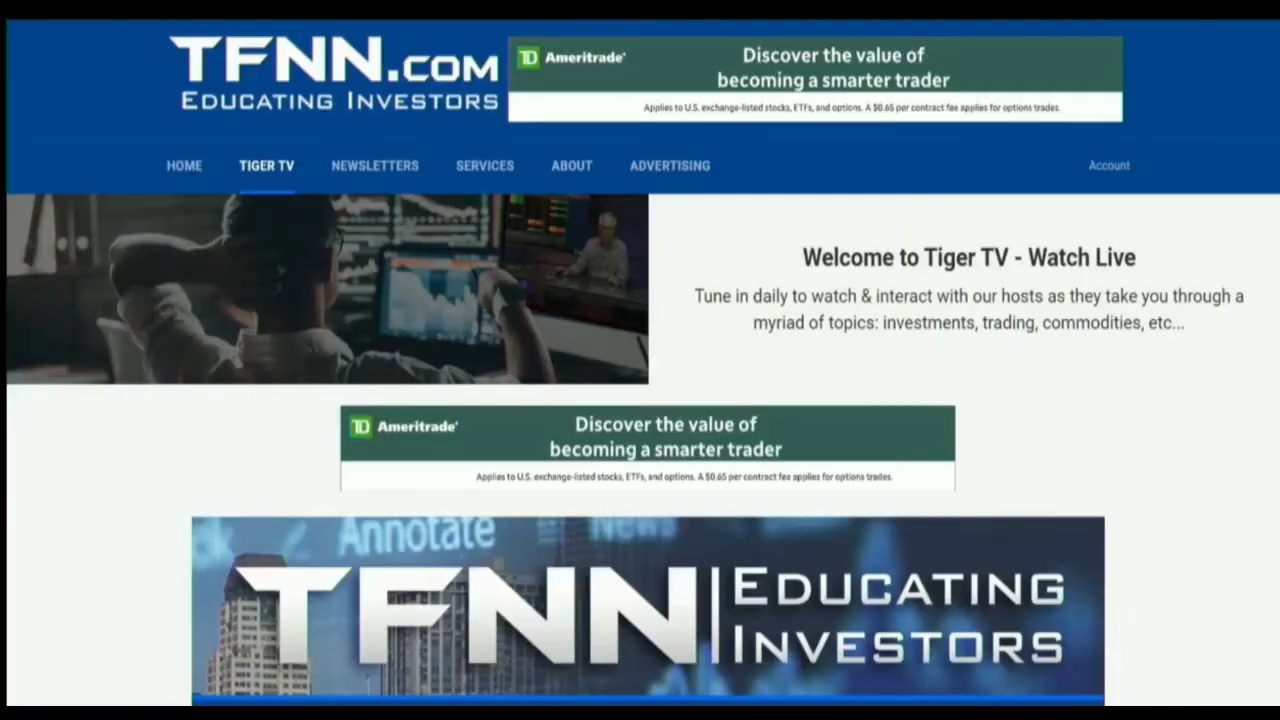 TFNN.COM
EDUCATING INVESTORS
TD Ameritrade®
Discover the value of
becoming a smarter trader
Applies to U.S. exchange-listed stocks, ETFs, and options. A $0.65 per contract fee applies for options trades.
HOME TIGER TV NEWSLETTERS SERVICES ABOUT ADVERTISING Account
Welcome to Tiger TV - Watch Live
Tune in daily to watch & interact with our hosts as they take you through a
myriad of topics: investments, trading, commodities, etc...
TD Ameritrade®
Discover the value of
becoming a smarter trader
Applies to U.S. exchange-listed stocks, ETFs, and options. A $0.65 per contract fee applies for options trades.
Annotate News
TFNN EDUCATING
INVESTORS